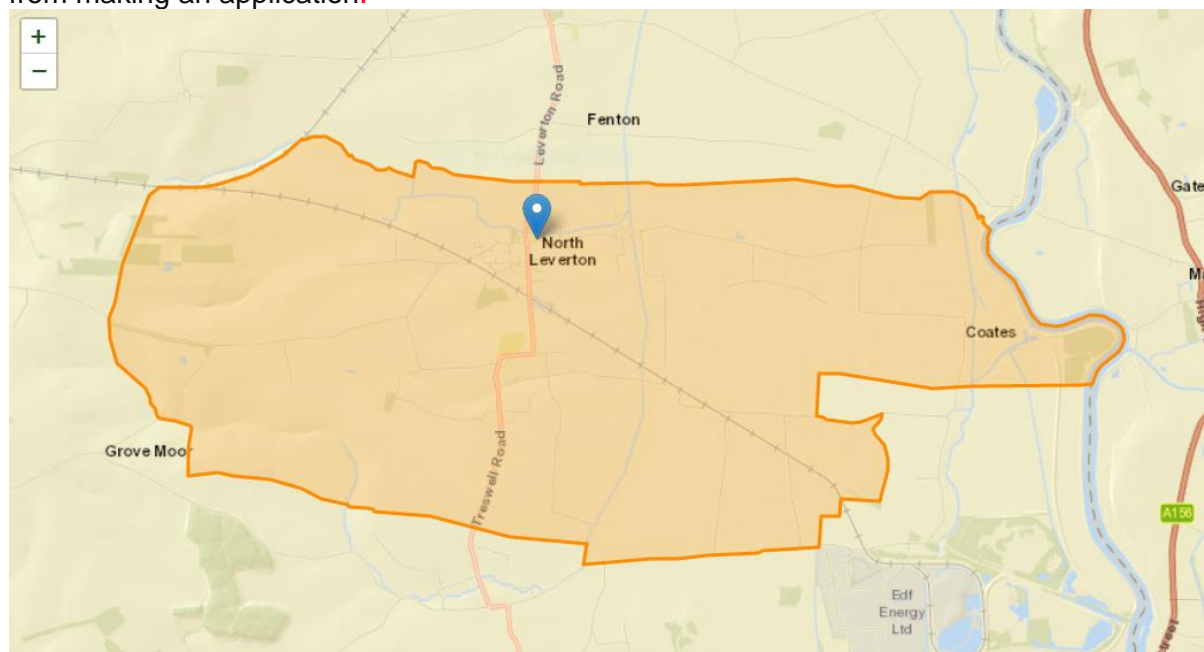 from making an application.
+
−
Leverton Road
Fenton
Gate
North
Leverton
Coates
Grove Moor
Treswell Road
A156
Edf
Energy
Ltd